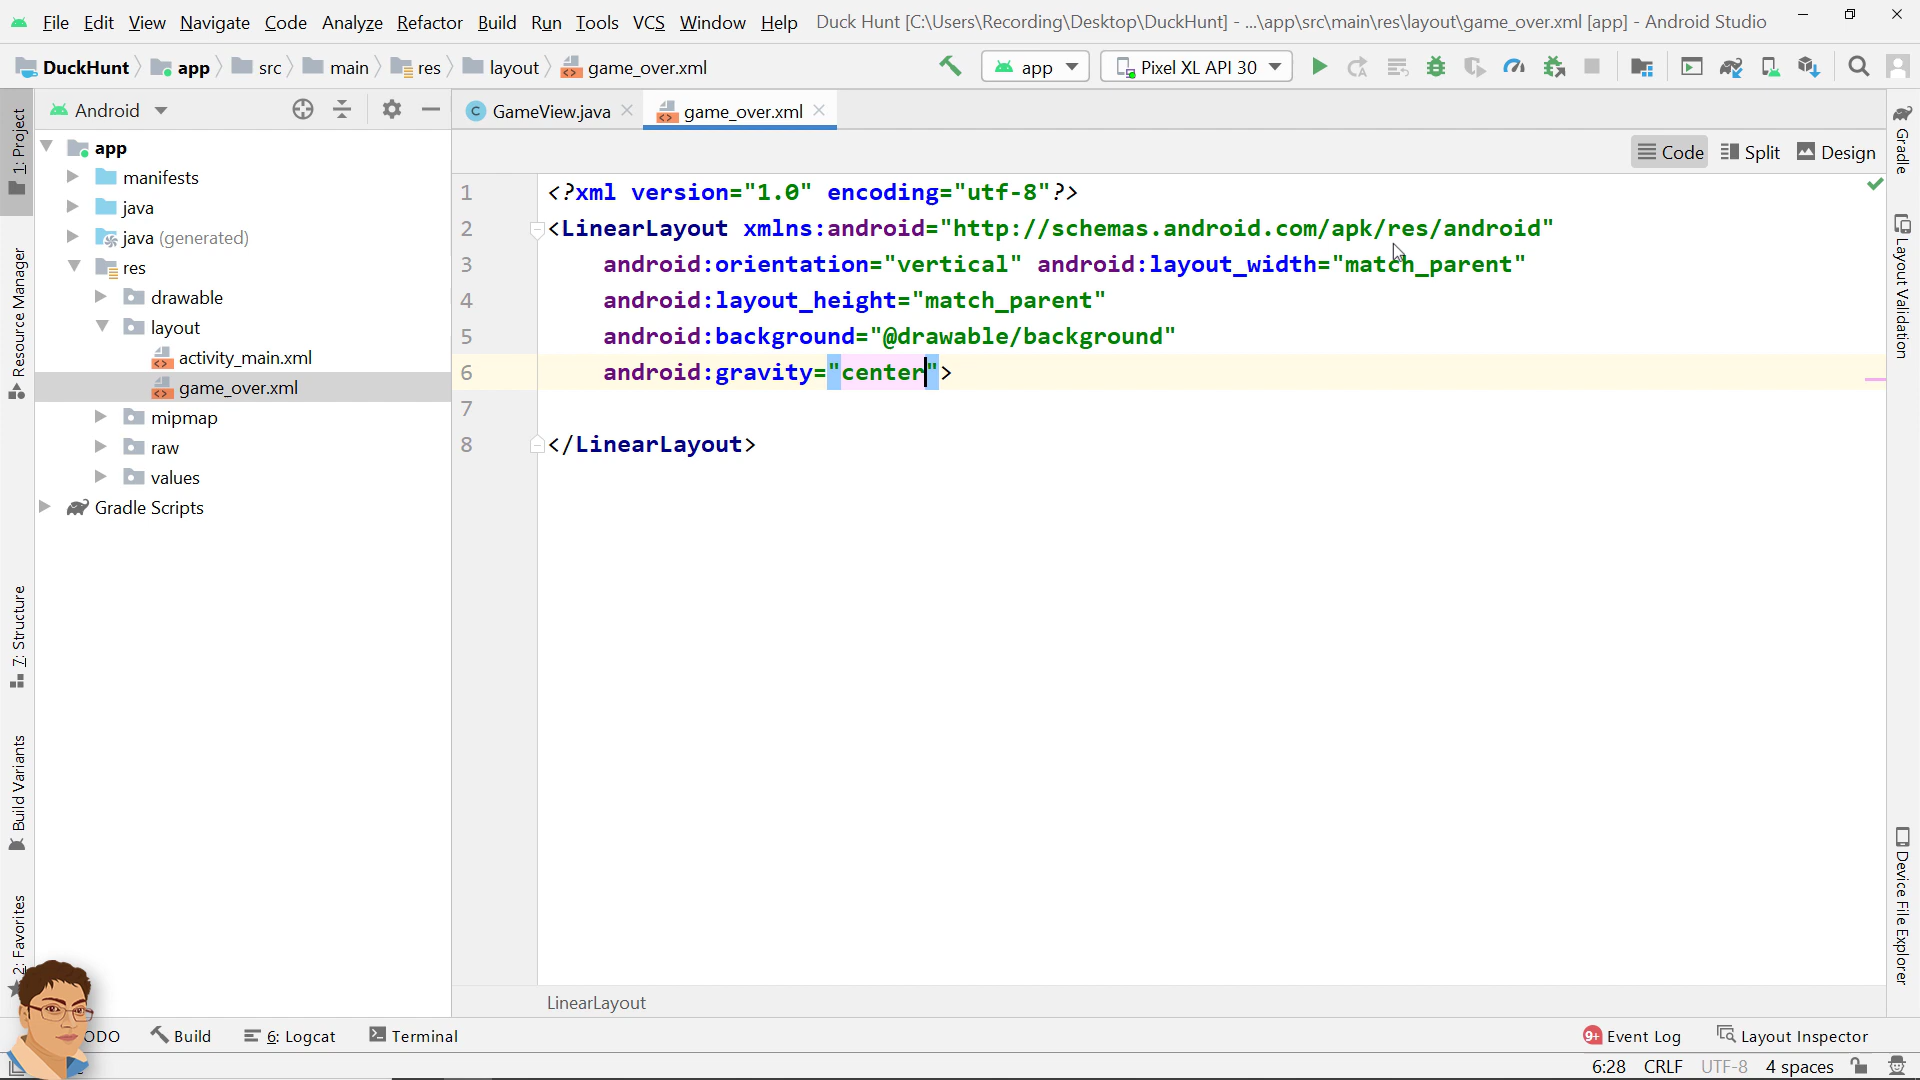 File Edit View Navigate Code Analyze Refactor Build Run Tools VCS Window Help Duck Hunt [C:\Users\Recording\Desktop\DuckHunt] - ...\app\src\main\res\layout\game_over.xml [app] - Android Studio
DuckHunt app src main res layout game_over.xml app Pixel XL API 30
Android
GameView.java game_over.xml
Code Split Design
1: Project
Resource Manager
7: Structure
Build Variants
2: Favorites
app
manifests
java
java (generated)
res
drawable
layout
activity_main.xml
game_over.xml
mipmap
raw
values
Gradle Scripts
1 <?xml version="1.0" encoding="utf-8"?>
2 <LinearLayout xmlns:android="http://schemas.android.com/apk/res/android"
3 android:orientation="vertical" android:layout_width="match_parent"
4 android:layout_height="match_parent"
5 android:background="@drawable/background"
6 android:gravity="center">
7
8 </LinearLayout>
LinearLayout
Gradle
Layout Validation
Device File Explorer
ODO Build 6: Logcat Terminal 9+ Event Log Layout Inspector
6:28 CRLF UTF-8 4 spaces